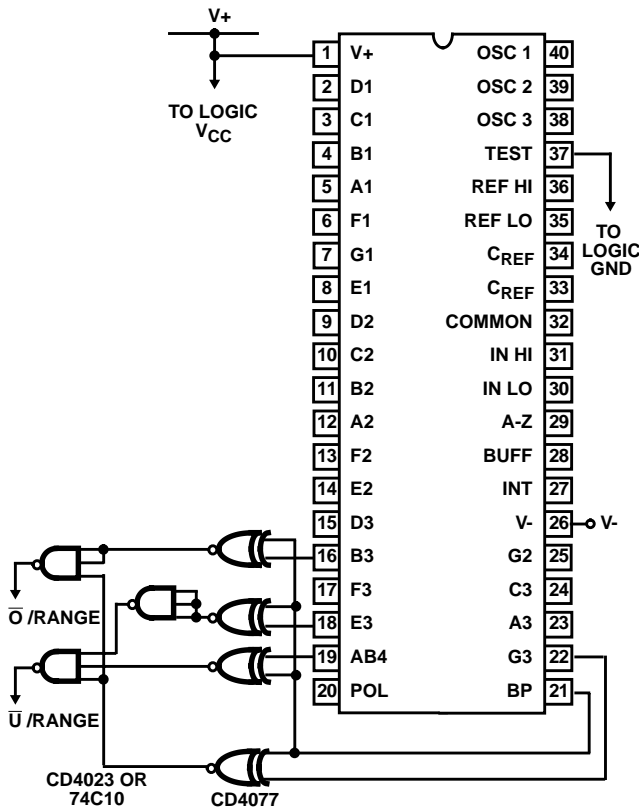 V+
TO LOGIC
VCC
1 V+ OSC 1 40
2 D1 OSC 2 39
3 C1 OSC 3 38
4 B1 TEST 37
5 A1 REF HI 36
6 F1 REF LO 35
7 G1 CREF 34
8 E1 CREF 33
9 D2 COMMON 32
10 C2 IN HI 31
11 B2 IN LO 30
12 A2 A-Z 29
13 F2 BUFF 28
14 E2 INT 27
15 D3 V- 26 V-
16 B3 G2 25
17 F3 C3 24
18 E3 A3 23
19 AB4 G3 22
20 POL BP 21
TO
LOGIC
GND
O̅ /RANGE
U̅ /RANGE
CD4023 OR
74C10
CD4077